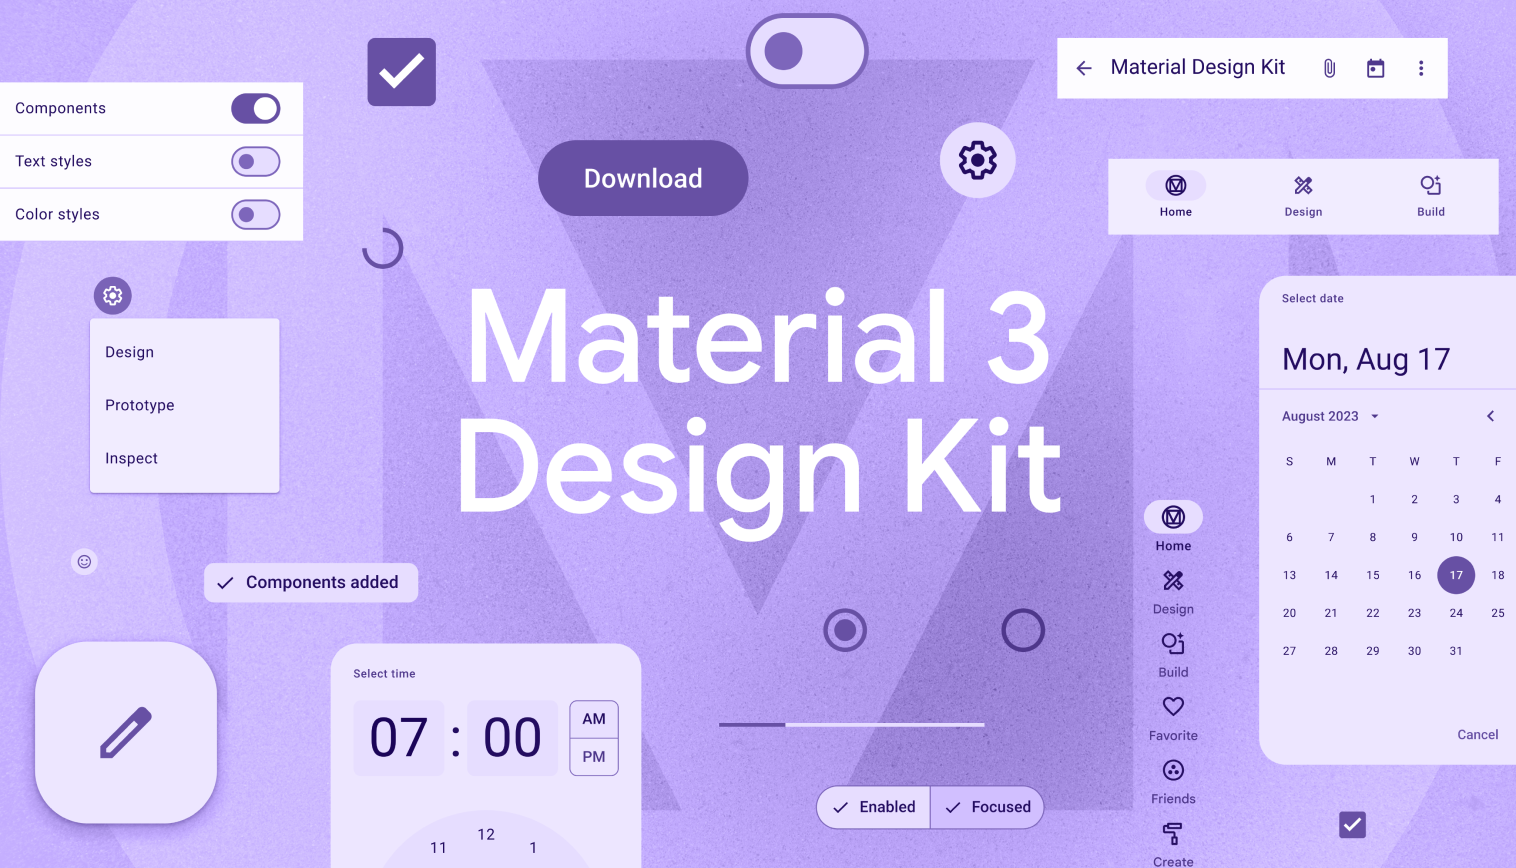 Components
Text styles
Color styles
Download
Material Design Kit
Home Design Build
Material 3
Design Kit
Design
Prototype
Inspect
Components added
Select time
07 : 00
AM
PM
11 12 1
Enabled Focused
Home
Design
Build
Favorite
Friends
Create
Select date
Mon, Aug 17
August 2023
S M T W T F
1 2 3 4
6 7 8 9 10 11
13 14 15 16 17 18
20 21 22 23 24 25
27 28 29 30 31
Cancel